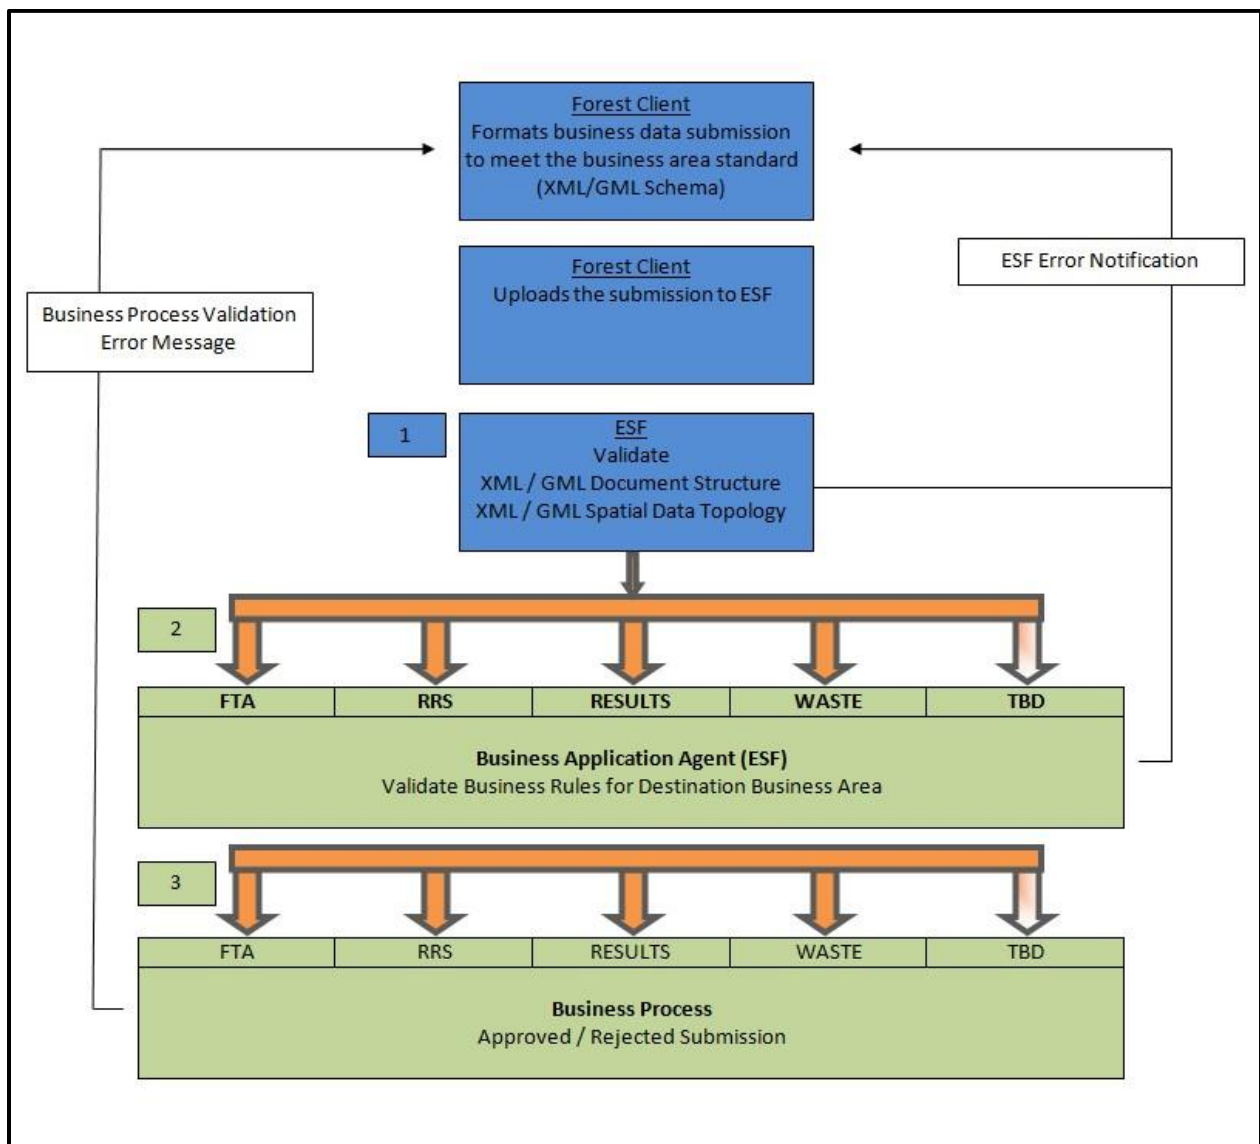 Forest Client
Formats business data submission
to meet the business area standard
(XML/GML Schema)
ESF Error Notification
Forest Client
Uploads the submission to ESF
Business Process Validation
Error Message
1
ESF
Validate
XML / GML Document Structure
XML / GML Spatial Data Topology
2
FTA RRS RESULTS WASTE TBD
Business Application Agent (ESF)
Validate Business Rules for Destination Business Area
3
FTA RRS RESULTS WASTE TBD
Business Process
Approved / Rejected Submission